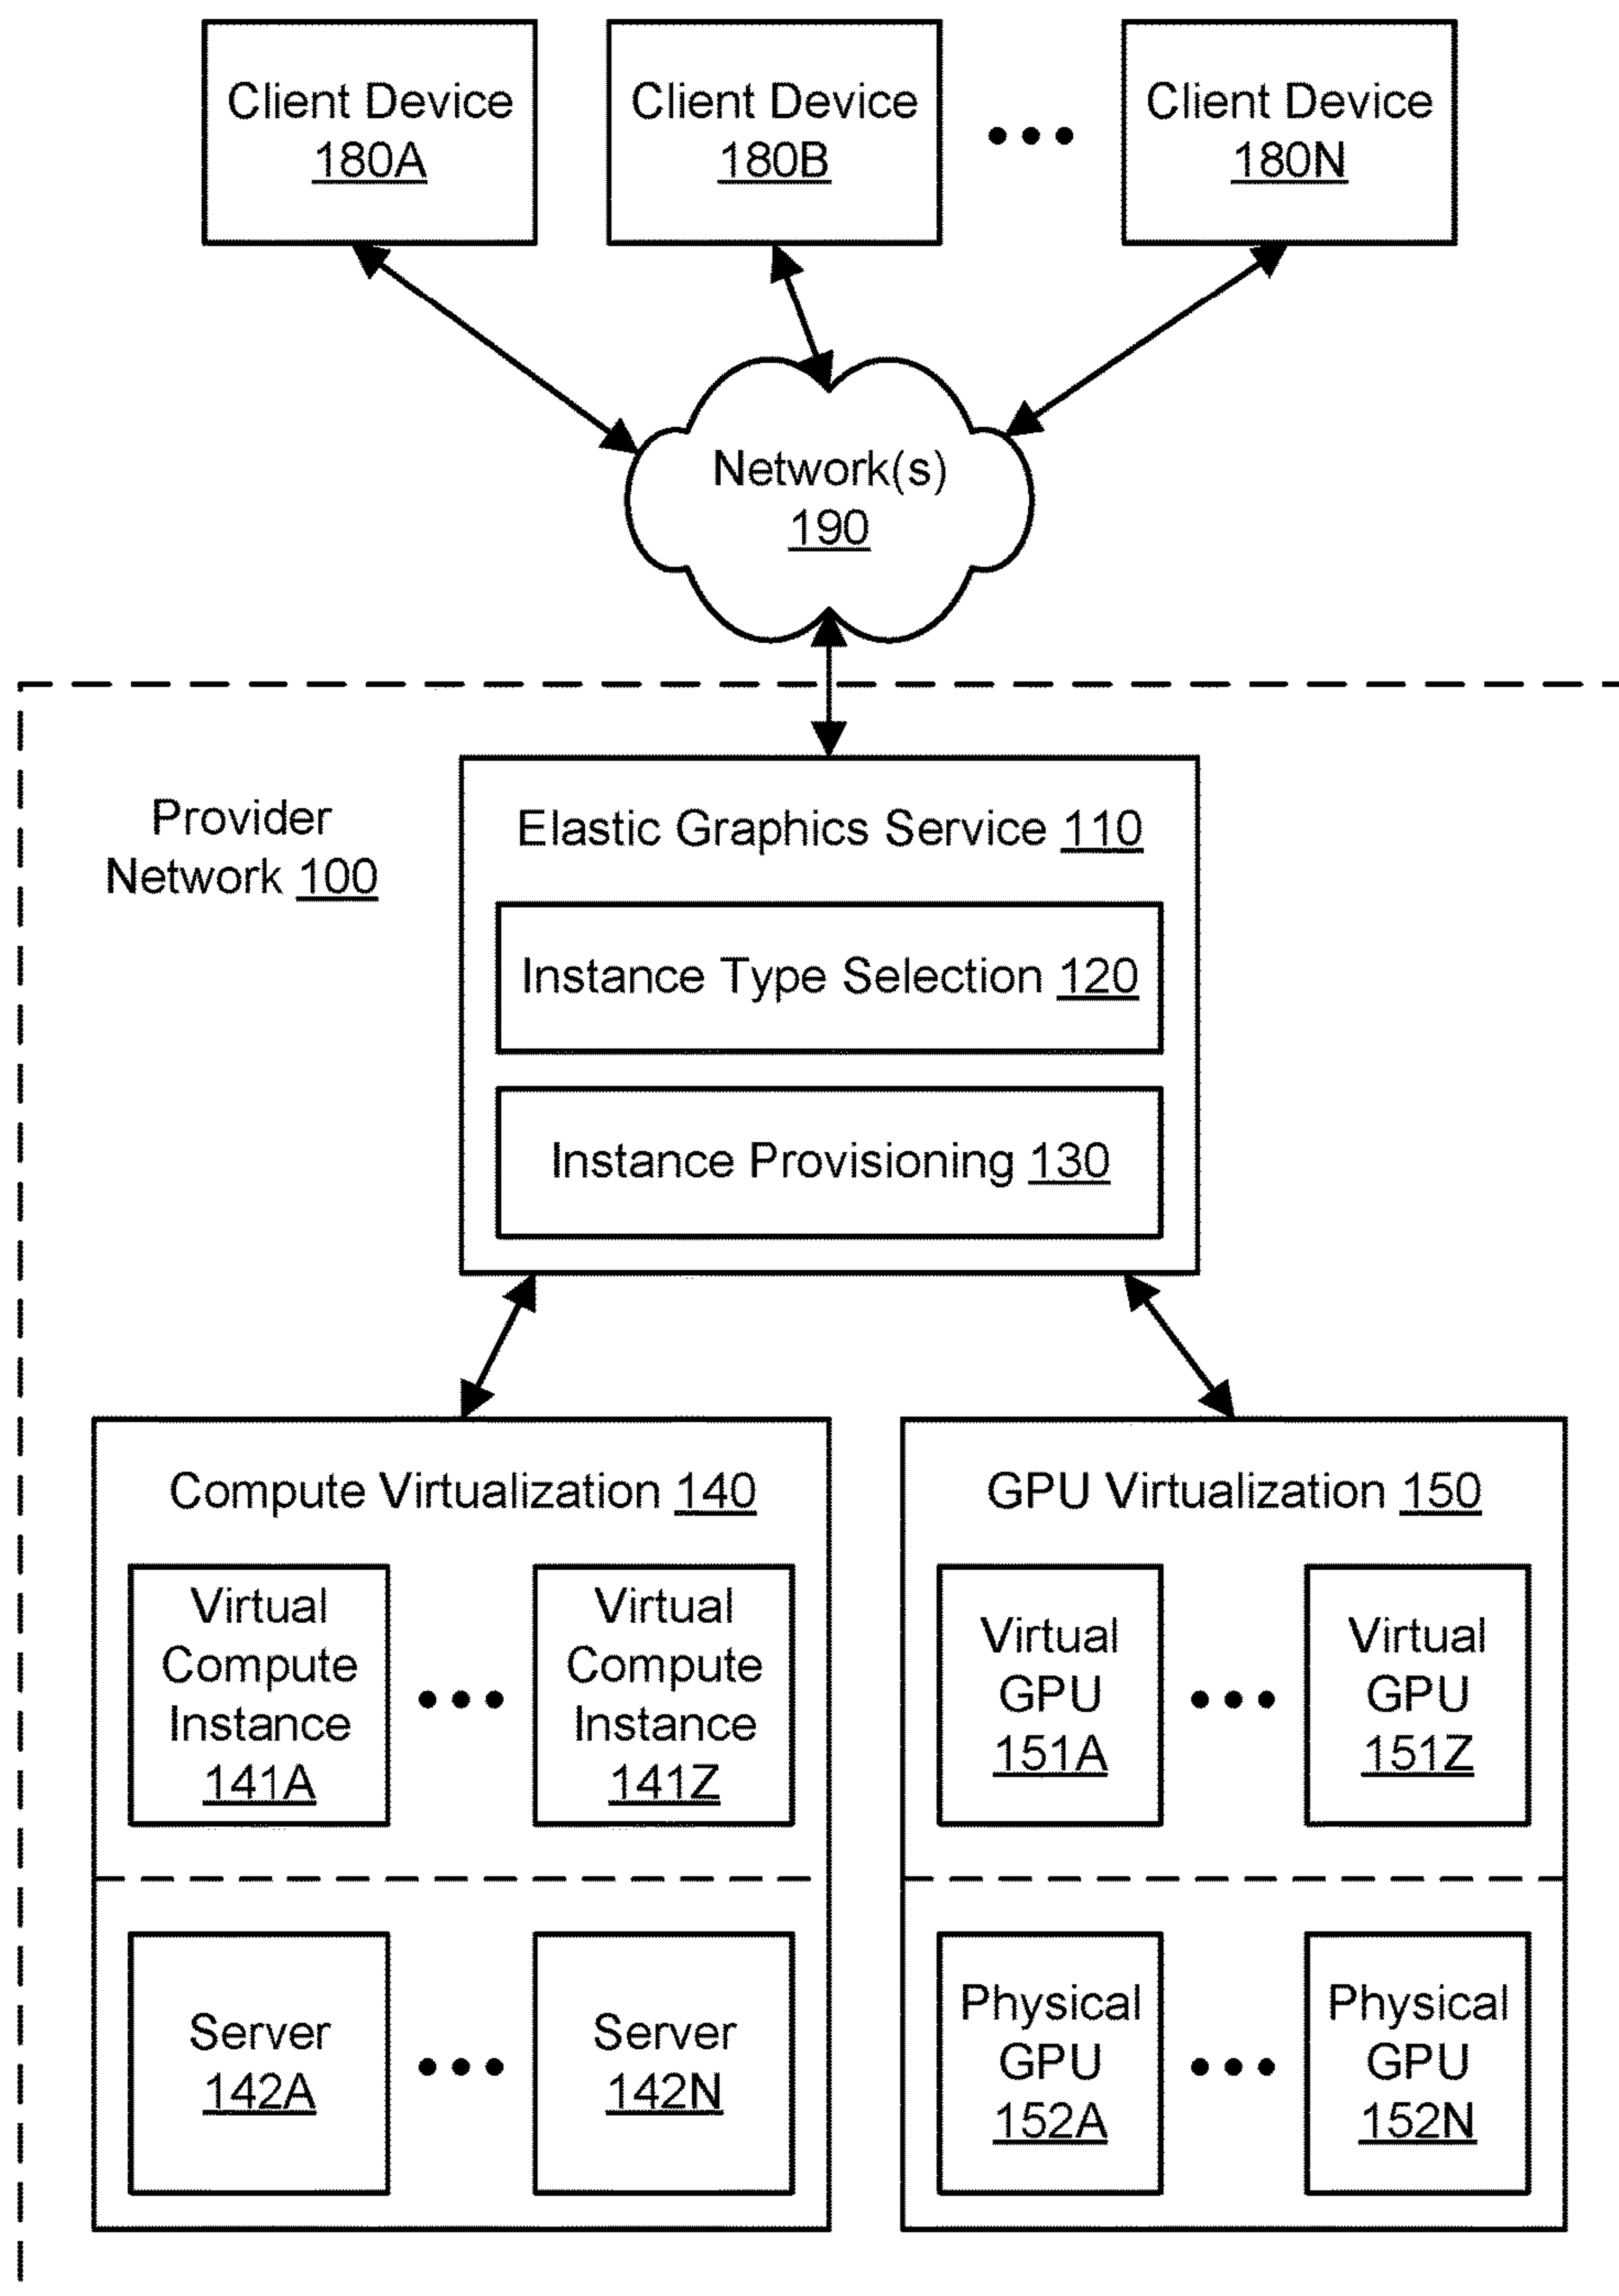 Client Device
180A
Client Device
180B
Client Device
180N
Network(s)
190
Provider
Network 100
Elastic Graphics Service 110
Instance Type Selection 120
Instance Provisioning 130
Compute Virtualization 140
Virtual
Compute
Instance
141A
Virtual
Compute
Instance
141Z
Server
142A
Server
142N
GPU Virtualization 150
Virtual
GPU
151A
Virtual
GPU
151Z
Physical
GPU
152A
Physical
GPU
152N